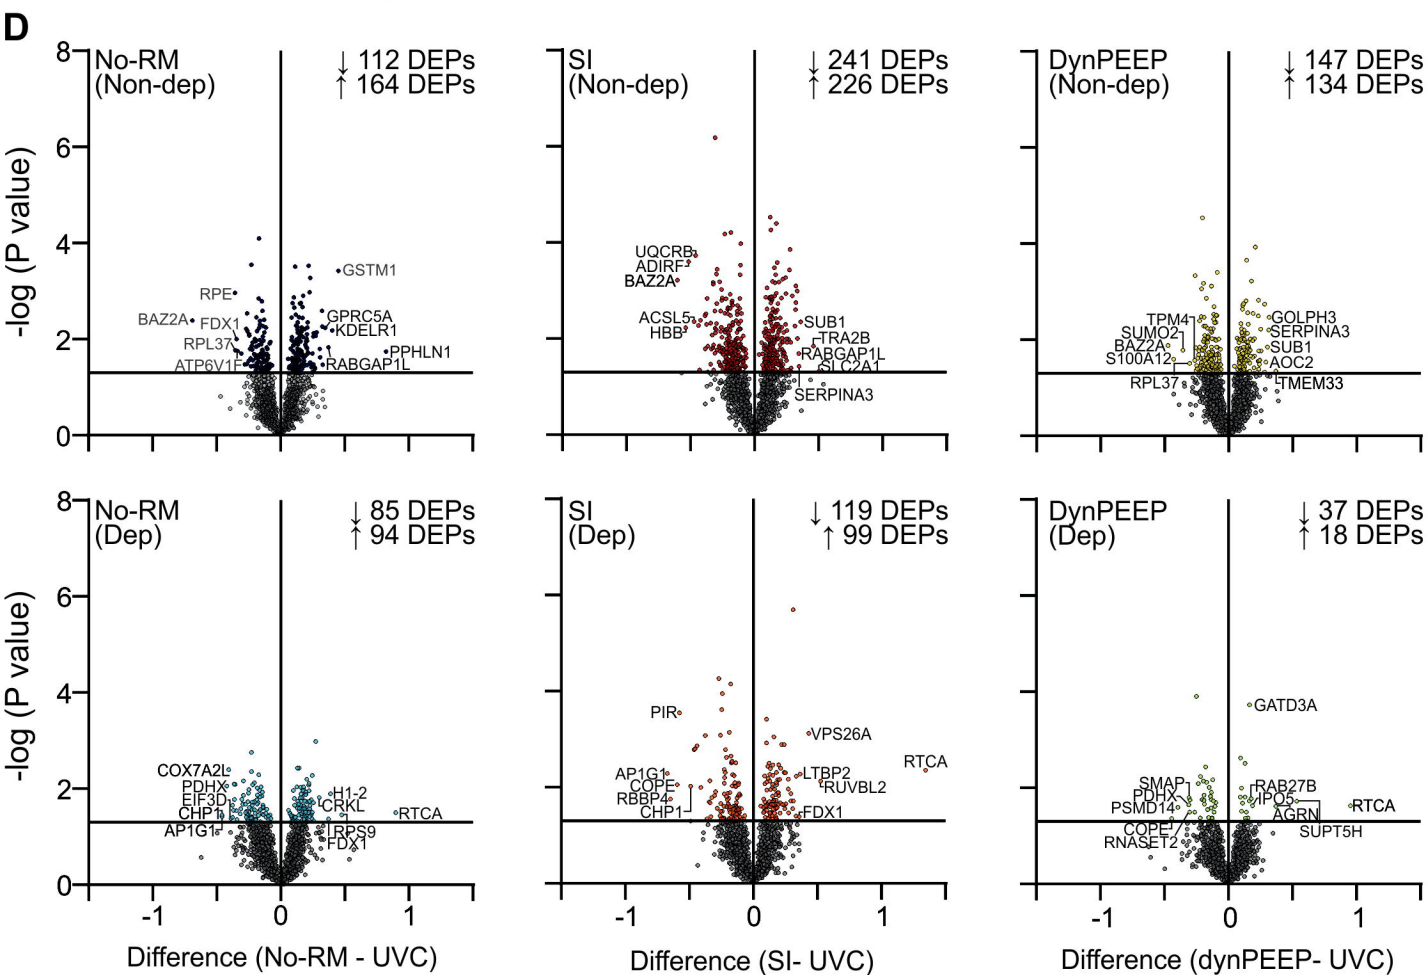 D
No-RM
(Non-dep)
↓ 112 DEPs
↑ 164 DEPs
8
6
4
2
0
-log (P value)
GSTM1
RPE
BAZ2A
FDX1
GPRC5A
KDELR1
RPL37
PPHLN1
ATP6V1F
RABGAP1L
SI
(Non-dep)
↓ 241 DEPs
↑ 226 DEPs
UQCRB
ADIRF
BAZ2A
ACSL5
HBB
SUB1
TRA2B
RABGAP1L
SLC2A1
SERPINA3
DynPEEP
(Non-dep)
↓ 147 DEPs
↑ 134 DEPs
TPM4
SUMO2
BAZ2A
S100A12
RPL37
GOLPH3
SERPINA3
SUB1
AOC2
TMEM33
No-RM
(Dep)
↓ 85 DEPs
↑ 94 DEPs
8
6
4
2
0
-log (P value)
COX7A2L
PDHX
EIF3D
CHP1
AP1G1
H1-2
CRKL
RTCA
RPS9
FDX1
-1 0 1
Difference (No-RM - UVC)
SI
(Dep)
↓ 119 DEPs
↑ 99 DEPs
PIR
VPS26A
RTCA
AP1G1
COPE
RBBP4
CHP1
LTBP2
RUVBL2
FDX1
-1 0 1
Difference (SI- UVC)
DynPEEP
(Dep)
↓ 37 DEPs
↑ 18 DEPs
GATD3A
SMAP
PDHX
PSMD14
COPE
RNASET2
RAB27B
IPO5
AGRN
RTCA
SUPT5H
-1 0 1
Difference (dynPEEP- UVC)